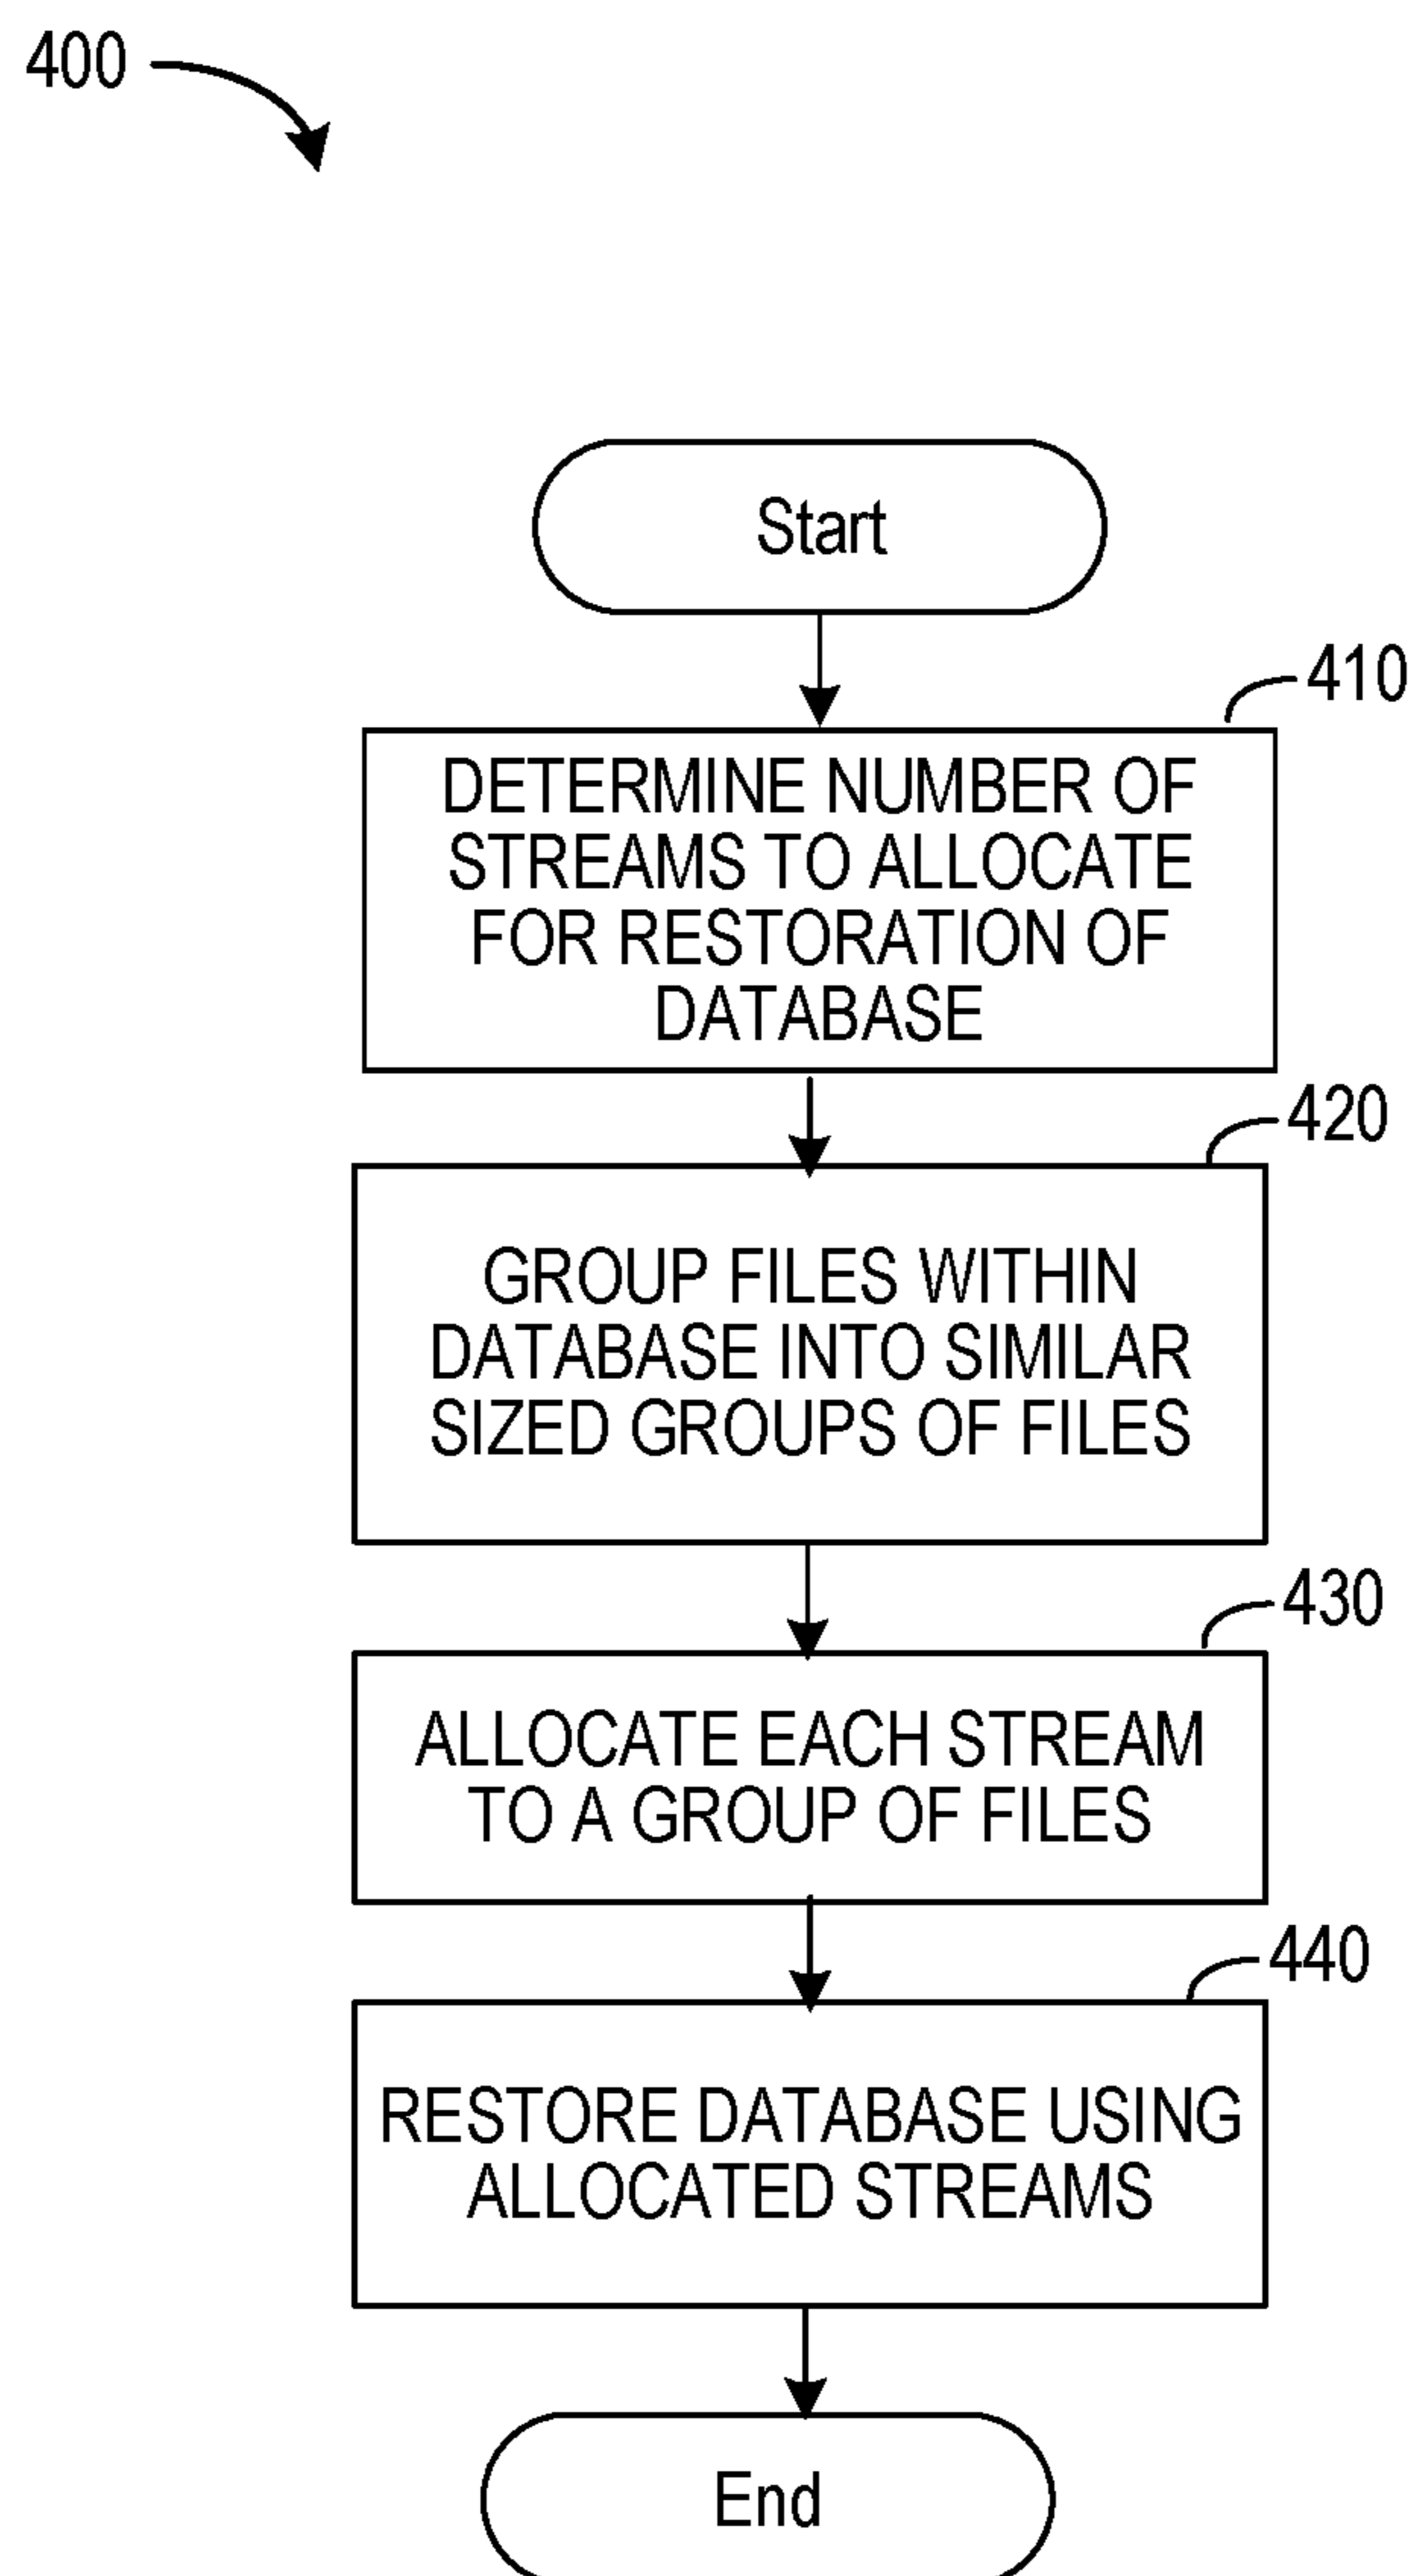 400
Start
410
DETERMINE NUMBER OF
STREAMS TO ALLOCATE
FOR RESTORATION OF
DATABASE
420
GROUP FILES WITHIN
DATABASE INTO SIMILAR
SIZED GROUPS OF FILES
430
ALLOCATE EACH STREAM
TO A GROUP OF FILES
440
RESTORE DATABASE USING
ALLOCATED STREAMS
End